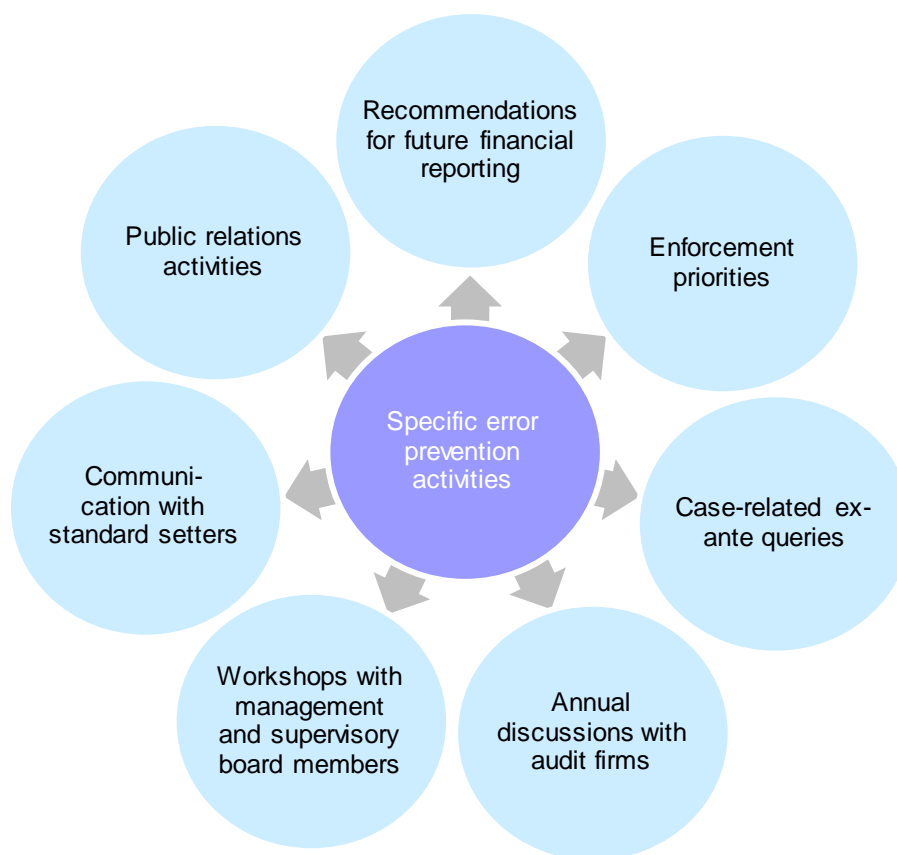 Recommendations
for future financial
reporting
Enforcement
priorities
Case-related ex-
ante queries
Annual
discussions with
audit firms
Workshops with
management
and supervisory
board members
Communi-
cation with
standard setters
Public relations
activities
Specific error
prevention
activities